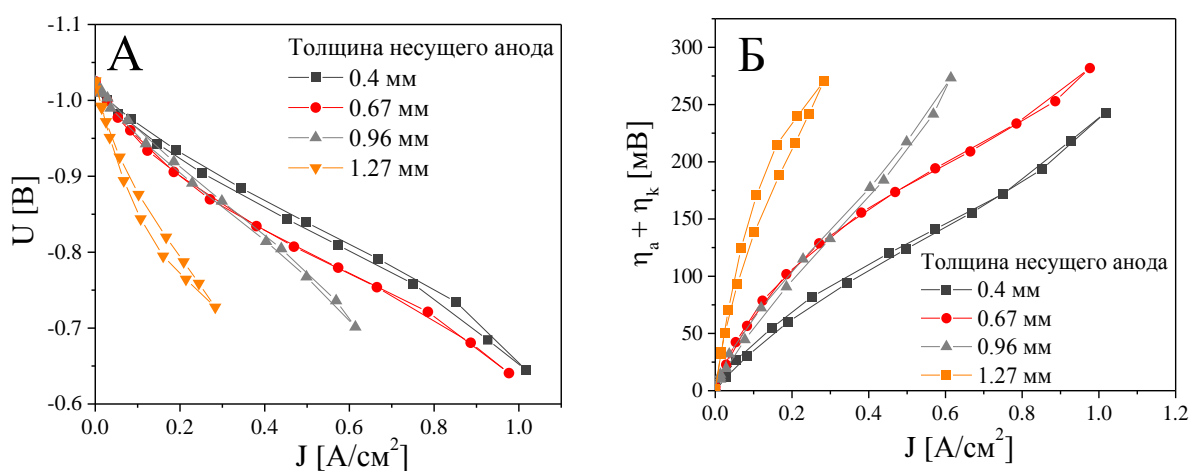 А
Толщина несущего анода
0.4 мм
0.67 мм
0.96 мм
1.27 мм
-1.1
-1.0
-0.9
-0.8
-0.7
-0.6
U [В]
0.0 0.2 0.4 0.6 0.8 1.0
J [А/см²]
Б
300
250
200
150
100
50
0
ηₐ + ηₖ [мВ]
Толщина несущего анода
0.4 мм
0.67 мм
0.96 мм
1.27 мм
0.0 0.2 0.4 0.6 0.8 1.0 1.2
J [А/см²]